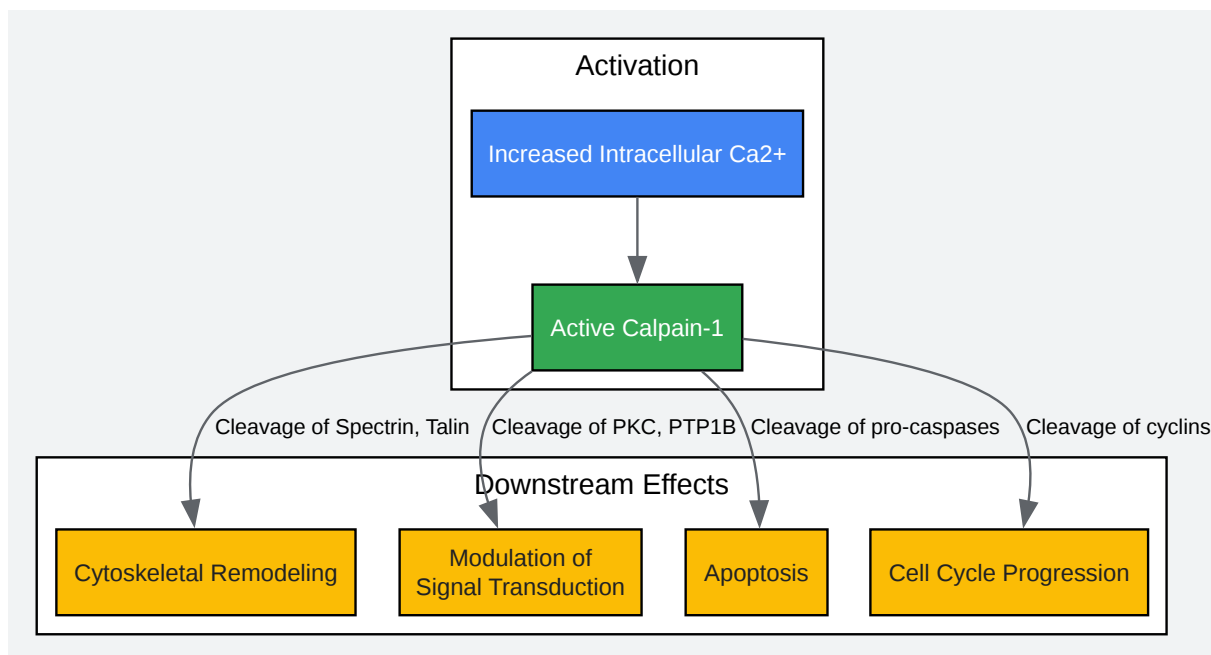 Activation
Increased Intracellular Ca2+
Active Calpain-1
Cleavage of Spectrin, Talin
Cleavage of PKC, PTP1B
Cleavage of pro-caspases
Cleavage of cyclins
Downstream Effects
Cytoskeletal Remodeling
Modulation of
Signal Transduction
Apoptosis
Cell Cycle Progression